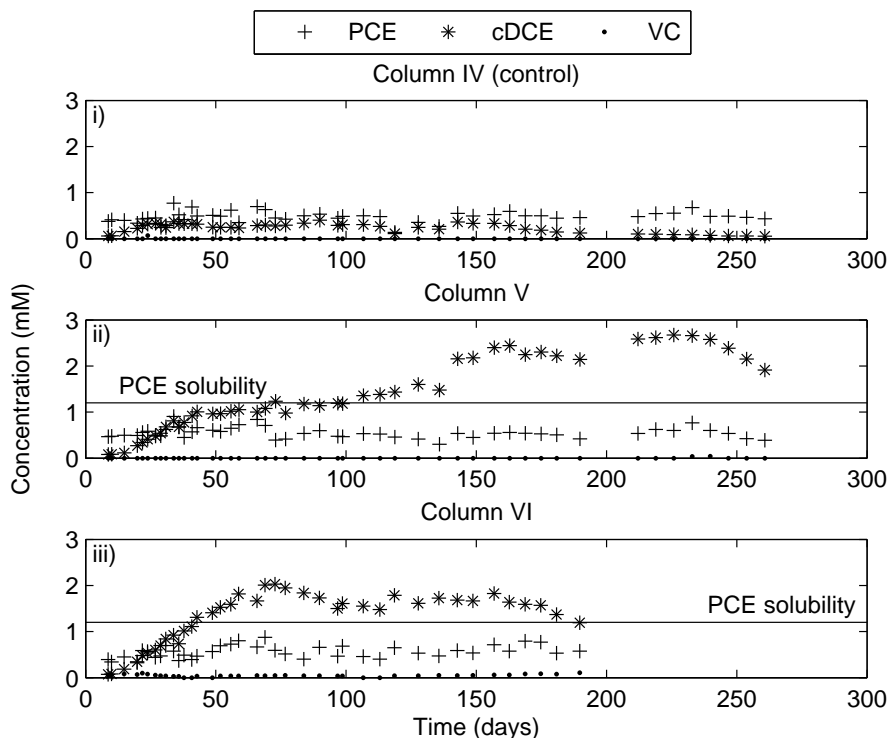 PCE cDCE VC
Column IV (control)
i)
3
2
1
0
0 50 100 150 200 250 300
Column V
ii)
3
2
1
0
PCE solubility
0 50 100 150 200 250 300
Concentration (mM)
Column VI
iii)
3
2
1
0
PCE solubility
0 50 100 150 200 250 300
Time (days)